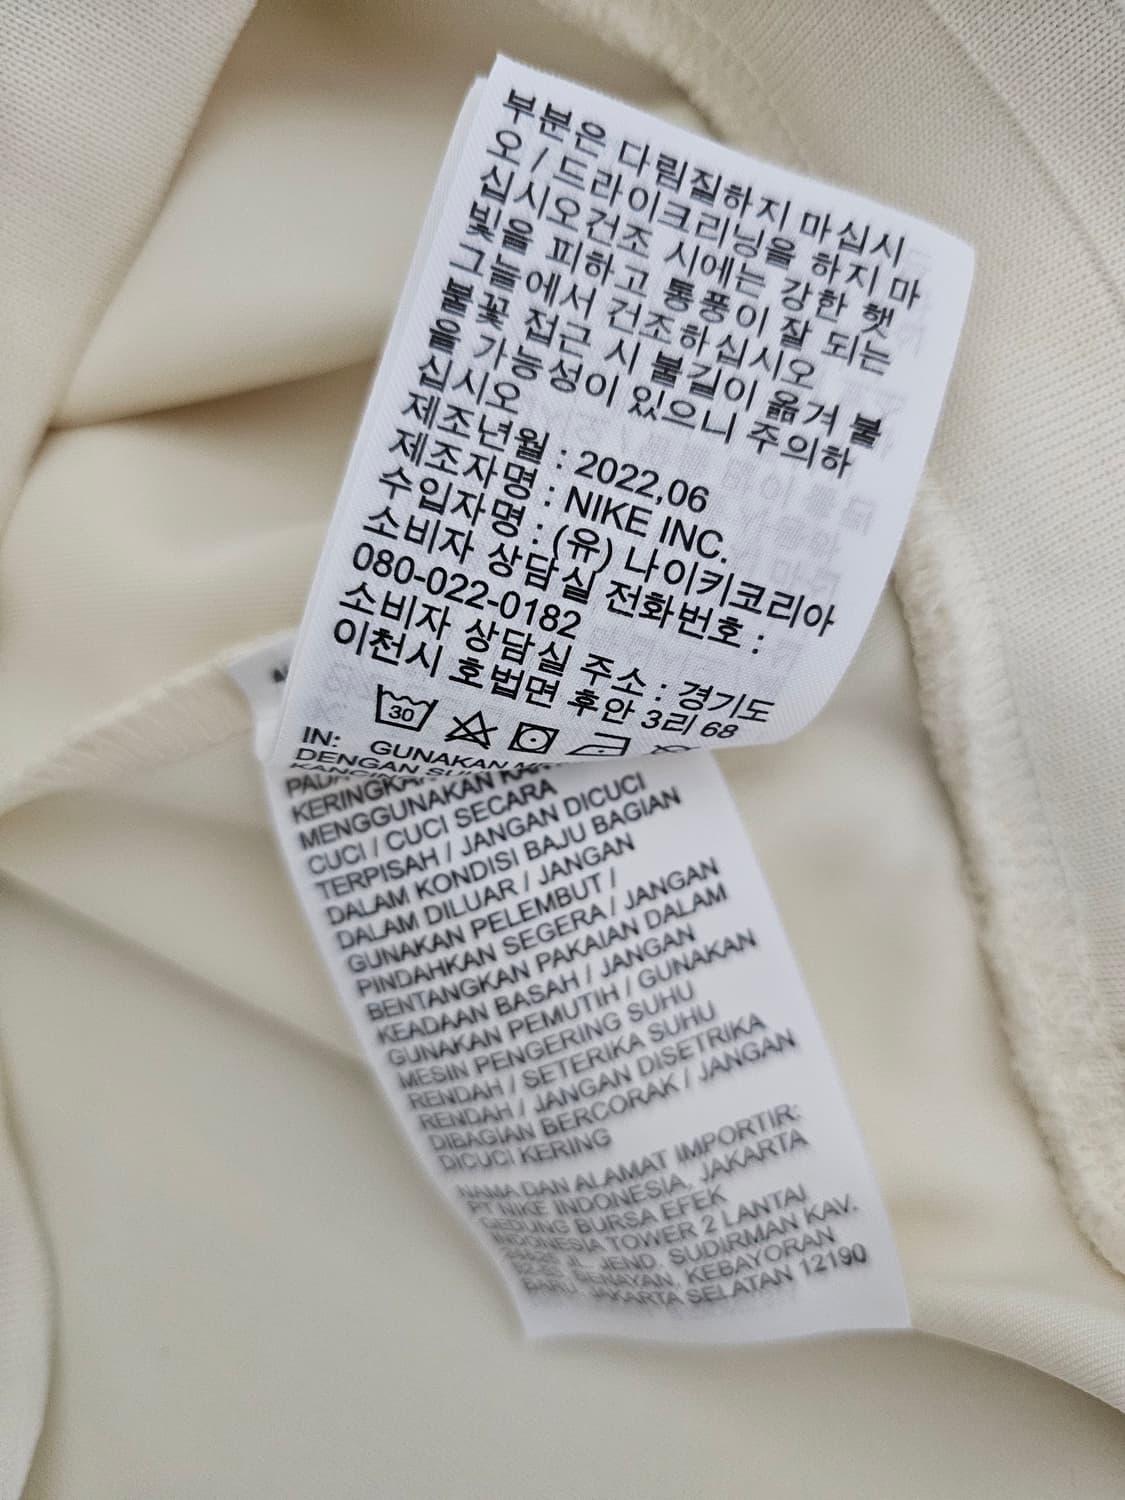 부분은 다림질하지 마십시
오 / 드라이크리닝을 하지 마
십시오건조 시에는 강한 햇
빛을 피하고 통풍이 잘 되는
그늘에서 건조하십시오
불꽃 접근 시 불길이 옮겨 붙
을 가능성이 있으니 주의하
십시오
제조년월 : 2022,06
제조자명 : NIKE INC.
수입자명 : (유) 나이키코리아
소비자 상담실 전화번호 :
080-022-0182
소비자 상담실 주소 : 경기도
이천시 호법면 후안 3리 68
30
IN: GUNAKAN
DENGAN
KERINGKAN
MENGGUNAKAN
CUCI / CUCI SECARA
TERPISAH / JANGAN DICUCI
DALAM KONDISI BAJU BAGIAN
DALAM DILUAR / JANGAN
GUNAKAN PELEMBUT /
PINDAHKAN SEGERA / JANGAN
BENTANGKAN PAKAIAN DALAM
KEADAAN BASAH / JANGAN
GUNAKAN PEMUTIH / GUNAKAN
MESIN PENGERING SUHU
RENDAH / SETERIKA SUHU
RENDAH / JANGAN DISETRIKA
DIBAGIAN BERCORAK / JANGAN
DICUCI KERING
NAMA DAN ALAMAT IMPORTIR:
PT NIKE INDONESIA, JAKARTA
GEDUNG BURSA EFEK
INDONESIA TOWER 2 LANTAI
JL. JEND. SUDIRMAN KAV.
SENAYAN, KEBAYORAN
BARU, JAKARTA SELATAN 12190